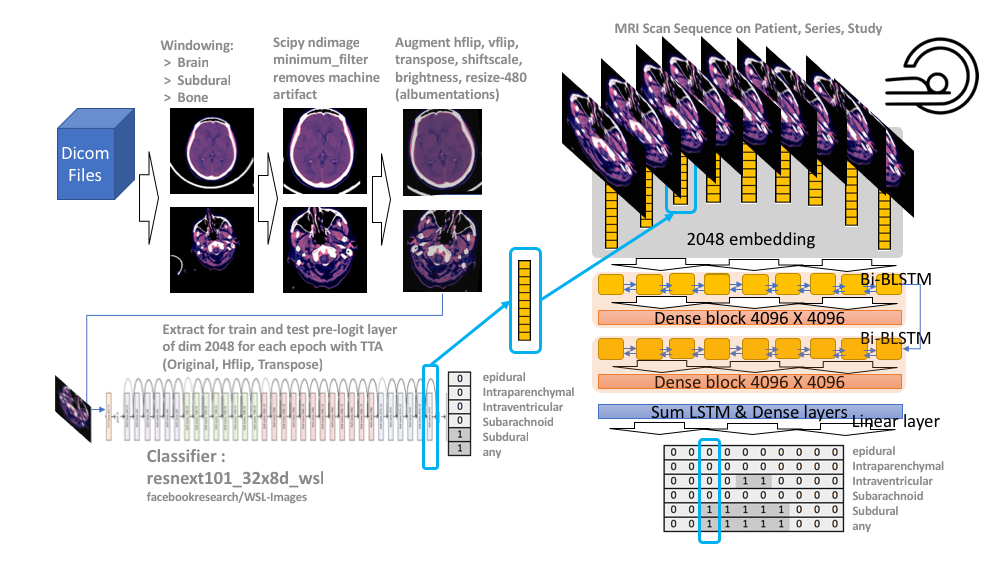 Windowing:
> Brain
> Subdural
> Bone
Scipy ndimage
minimum_filter
removes machine
artifact
Augment hflip, vflip,
transpose, shiftscale,
brightness, resize-480
(albumentations)
Dicom
Files
MRI Scan Sequence on Patient, Series, Study
2048 embedding
Bi-BLSTM
Dense block 4096 X 4096
Bi-BLSTM
Dense block 4096 X 4096
Sum LSTM & Dense layers
Linear layer
Extract for train and test pre-logit layer
of dim 2048 for each epoch with TTA
(Original, Hflip, Transpose)
0 epidural
0 Intraparenchymal
0 Intraventricular
0 Subarachnoid
1 Subdural
1 any
Classifier :
resnext101_32x8d_wsl
facebookresearch/WSL-Images
0 0 0 0 0 0 0 0 0 0 epidural
0 0 0 0 0 0 0 0 0 0 Intraparenchymal
0 0 0 0 1 1 0 0 0 0 Intraventricular
0 0 0 0 0 0 0 0 0 0 Subarachnoid
0 0 1 1 1 1 1 0 0 0 Subdural
0 0 1 1 1 1 1 0 0 0 any